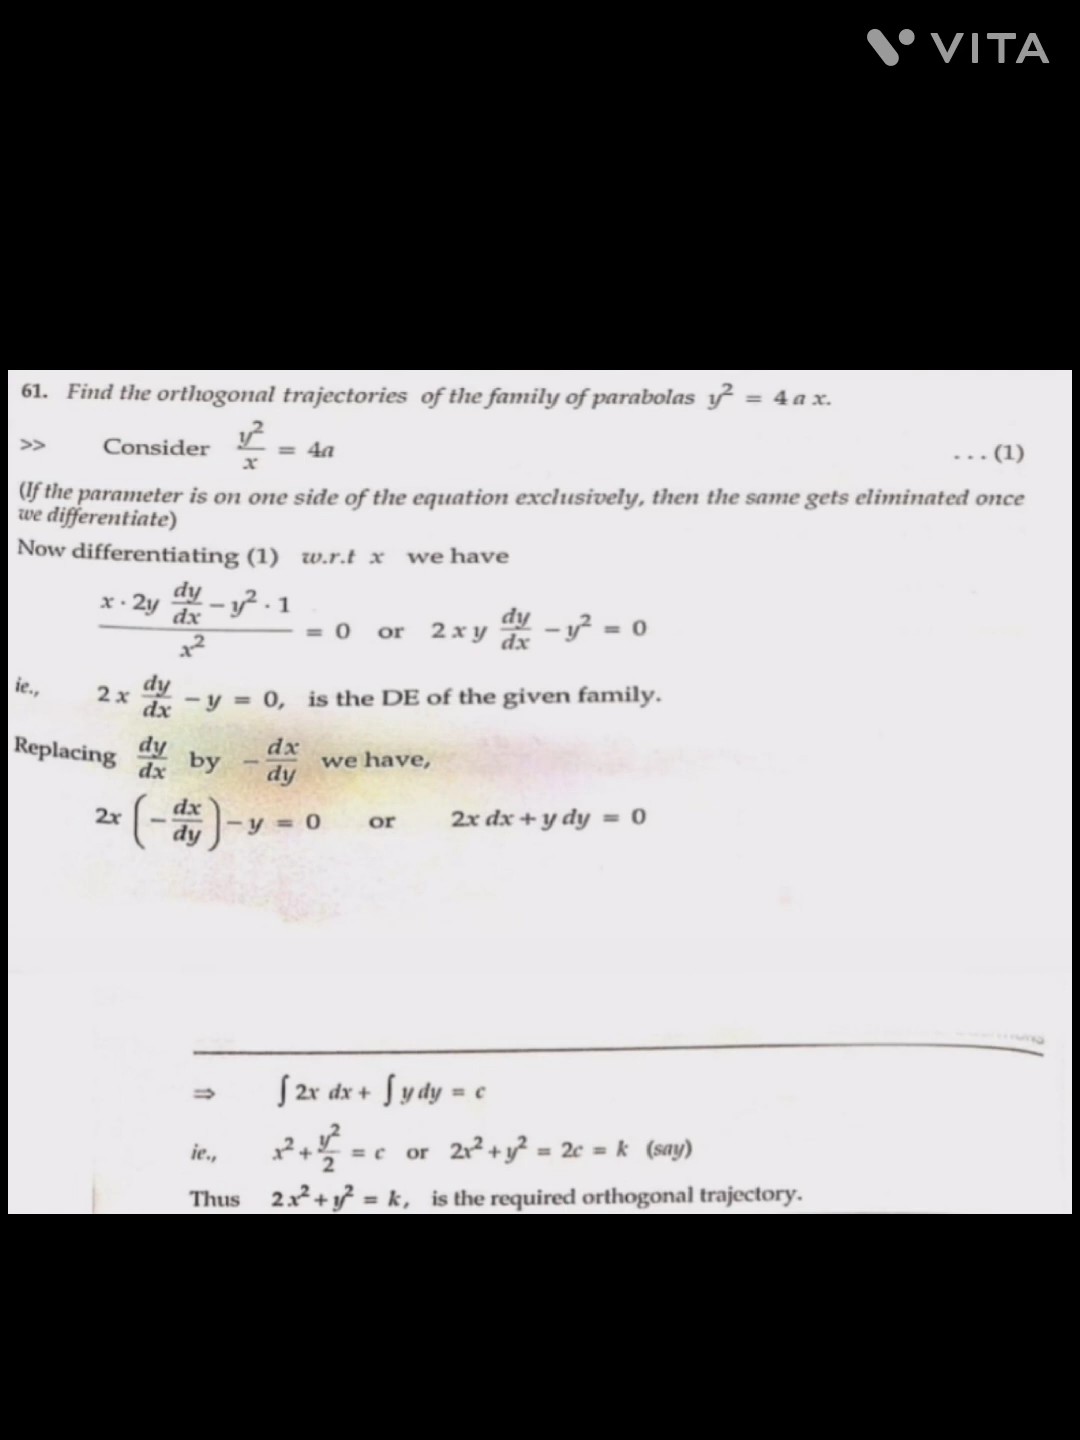 VITA
61. Find the orthogonal trajectories of the family of parabolas y² = 4 a x.
>> Consider y²/x = 4a ... (1)
(If the parameter is on one side of the equation exclusively, then the same gets eliminated once
we differentiate)
Now differentiating (1) w.r.t x we have
(x · 2y dy/dx − y² · 1)/x² = 0 or 2 x y dy/dx − y² = 0
ie., 2 x dy/dx − y = 0, is the DE of the given family.
Replacing dy/dx by − dx/dy we have,
2x (− dx/dy) − y = 0 or 2x dx + y dy = 0
⇒ ∫ 2x dx + ∫ y dy = c
ie., x² + y²/2 = c or 2x² + y² = 2c = k (say)
Thus 2 x² + y² = k, is the required orthogonal trajectory.